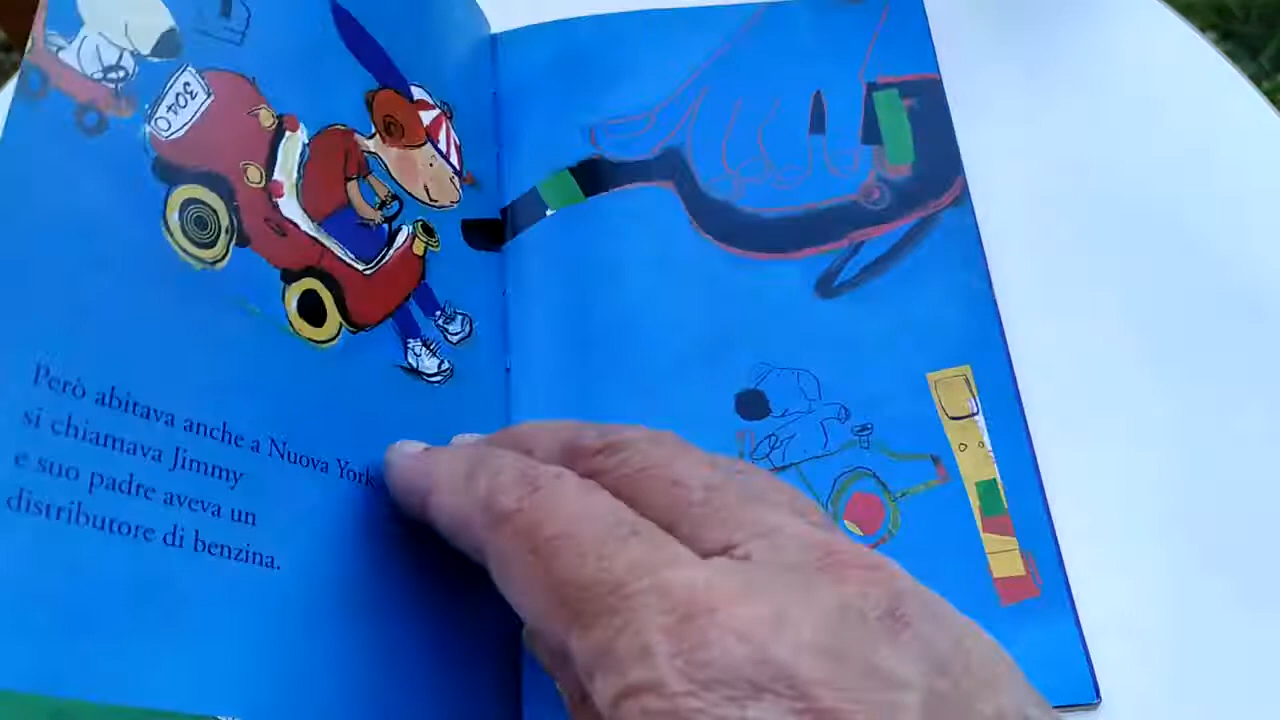 3040
Però abitava anche a Nuova York
si chiamava Jimmy
e suo padre aveva un
distributore di benzina.